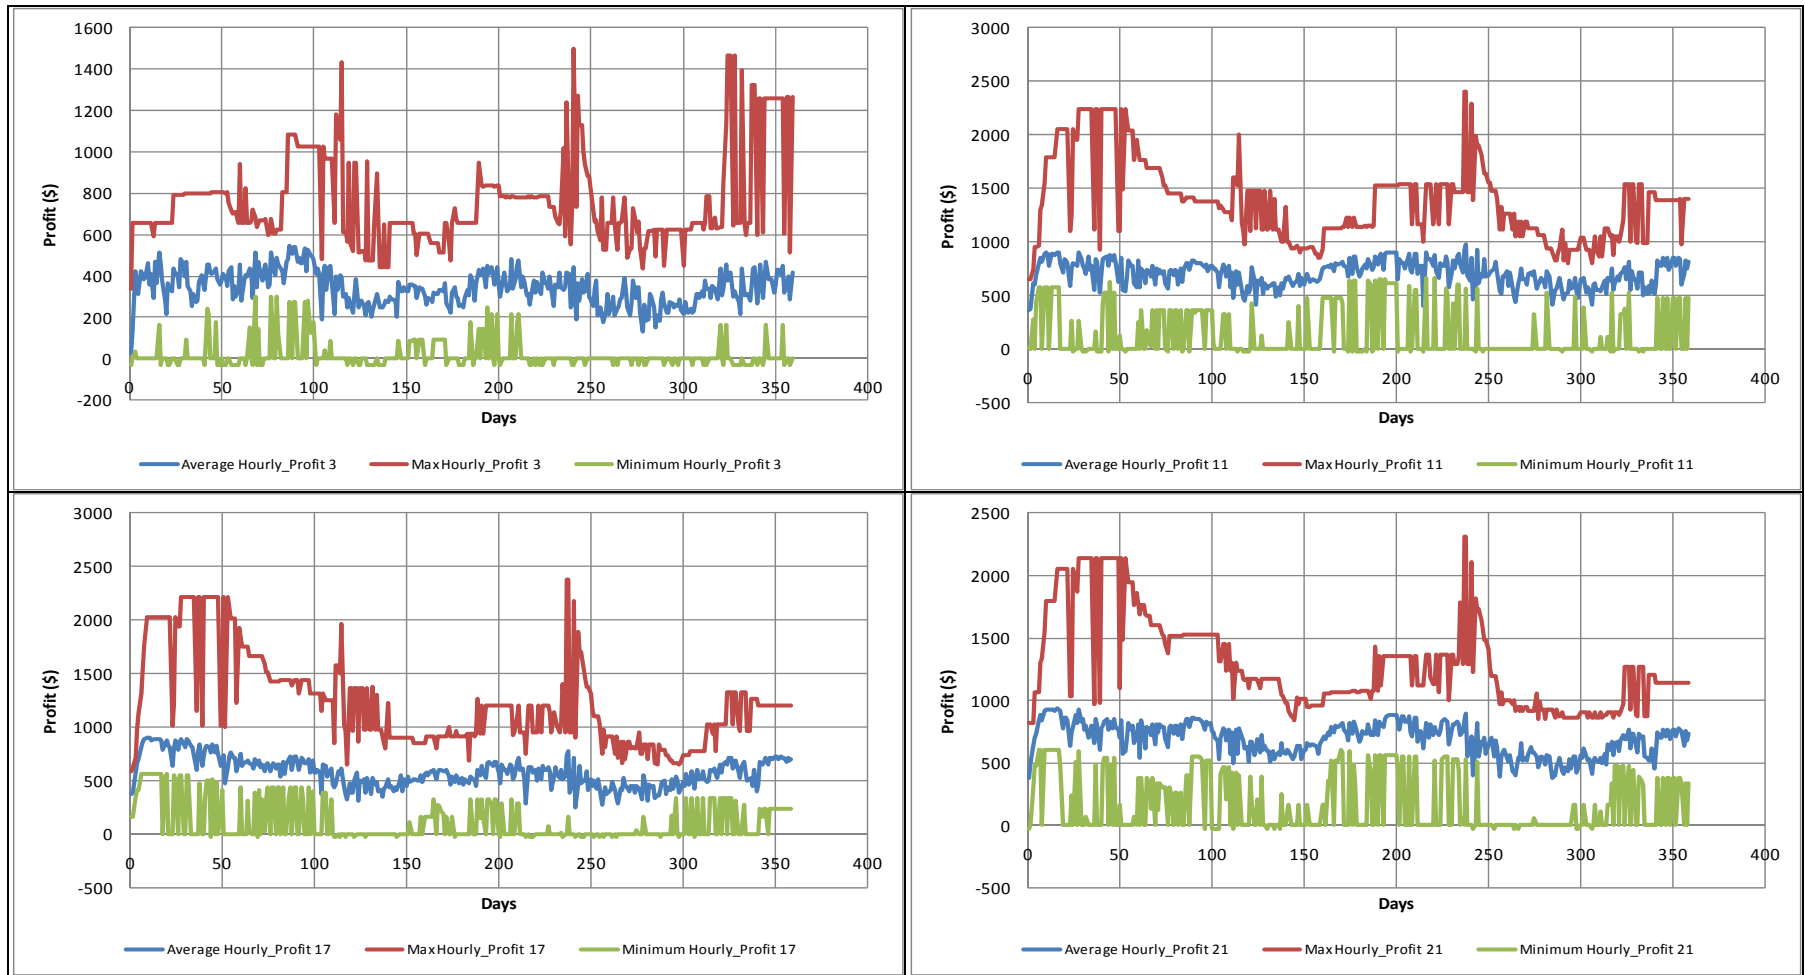 1600
1400
1200
1000
800
600
400
200
0
-200
Profit ($)
0 50 100 150 200 250 300 350 400
Days
Average Hourly_Profit 3 MaxHourly_Profit 3 Minimum Hourly_Profit 3
3000
2500
2000
1500
1000
500
0
-500
Profit ($)
0 50 100 150 200 250 300 350 400
Days
Average Hourly_Profit 11 MaxHourly_Profit 11 Minimum Hourly_Profit 11
3000
2500
2000
1500
1000
500
0
-500
Profit ($)
0 50 100 150 200 250 300 350 400
Days
Average Hourly_Profit 17 MaxHourly_Profit 17 Minimum Hourly_Profit 17
2500
2000
1500
1000
500
0
-500
Profit ($)
0 50 100 150 200 250 300 350 400
Days
Average Hourly_Profit 21 MaxHourly_Profit 21 Minimum Hourly_Profit 21